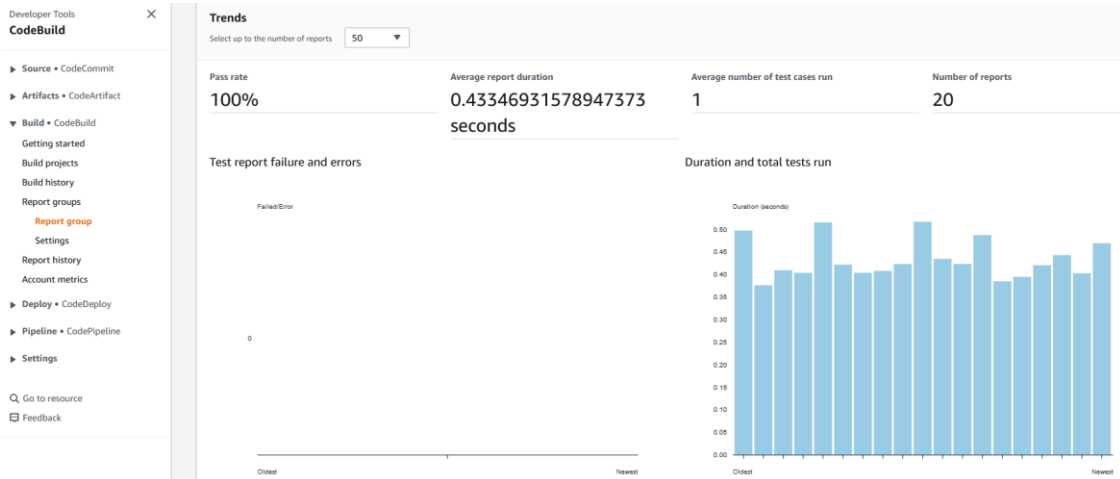 Developer Tools
CodeBuild
Source • CodeCommit
Artifacts • CodeArtifact
Build • CodeBuild
Getting started
Build projects
Build history
Report groups
Report group
Settings
Report history
Account metrics
Deploy • CodeDeploy
Pipeline • CodePipeline
Settings
Go to resource
Feedback
Trends
Select up to the number of reports 50
Pass rate
100%
Average report duration
0.43346931578947373
seconds
Average number of test cases run
1
Number of reports
20
Test report failure and errors
Failed/Error
0
Oldest Newest
Duration and total tests run
Duration (seconds)
0.50
0.45
0.40
0.35
0.30
0.25
0.20
0.15
0.10
0.05
0.00
Oldest Newest